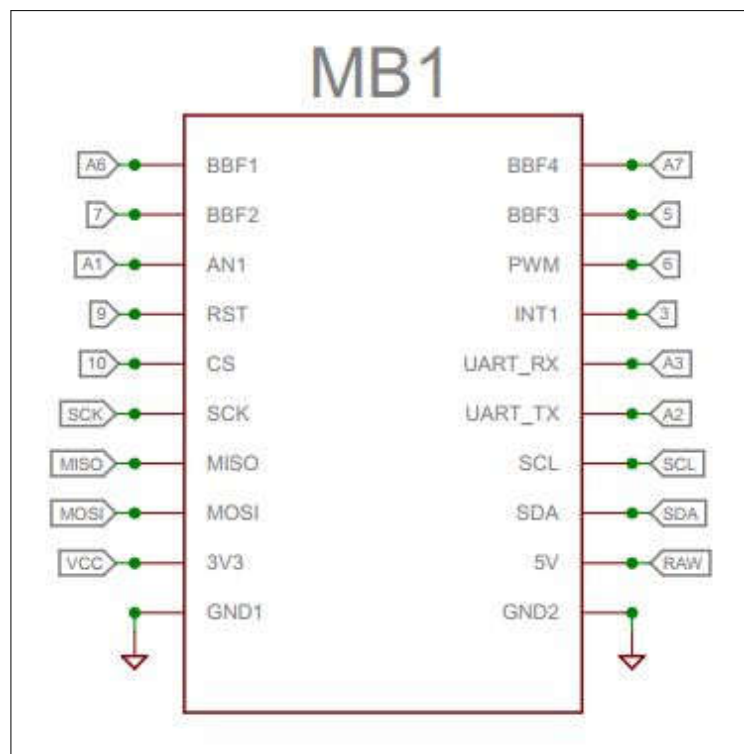 MB1
A6 BBF1 BBF4 A7
7 BBF2 BBF3 5
A1 AN1 PWM 6
9 RST INT1 3
10 CS UART_RX A3
SCK SCK UART_TX A2
MISO MISO SCL SCL
MOSI MOSI SDA SDA
VCC 3V3 5V RAW
GND1 GND2